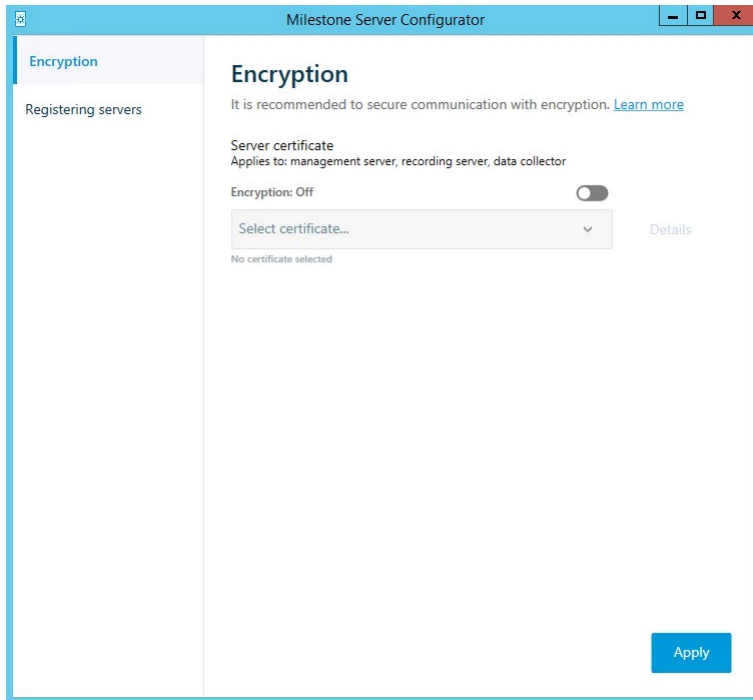 Milestone Server Configurator
Encryption
Registering servers
Encryption
It is recommended to secure communication with encryption. Learn more
Server certificate
Applies to: management server, recording server, data collector
Encryption: Off
Select certificate...
Details
No certificate selected
Apply